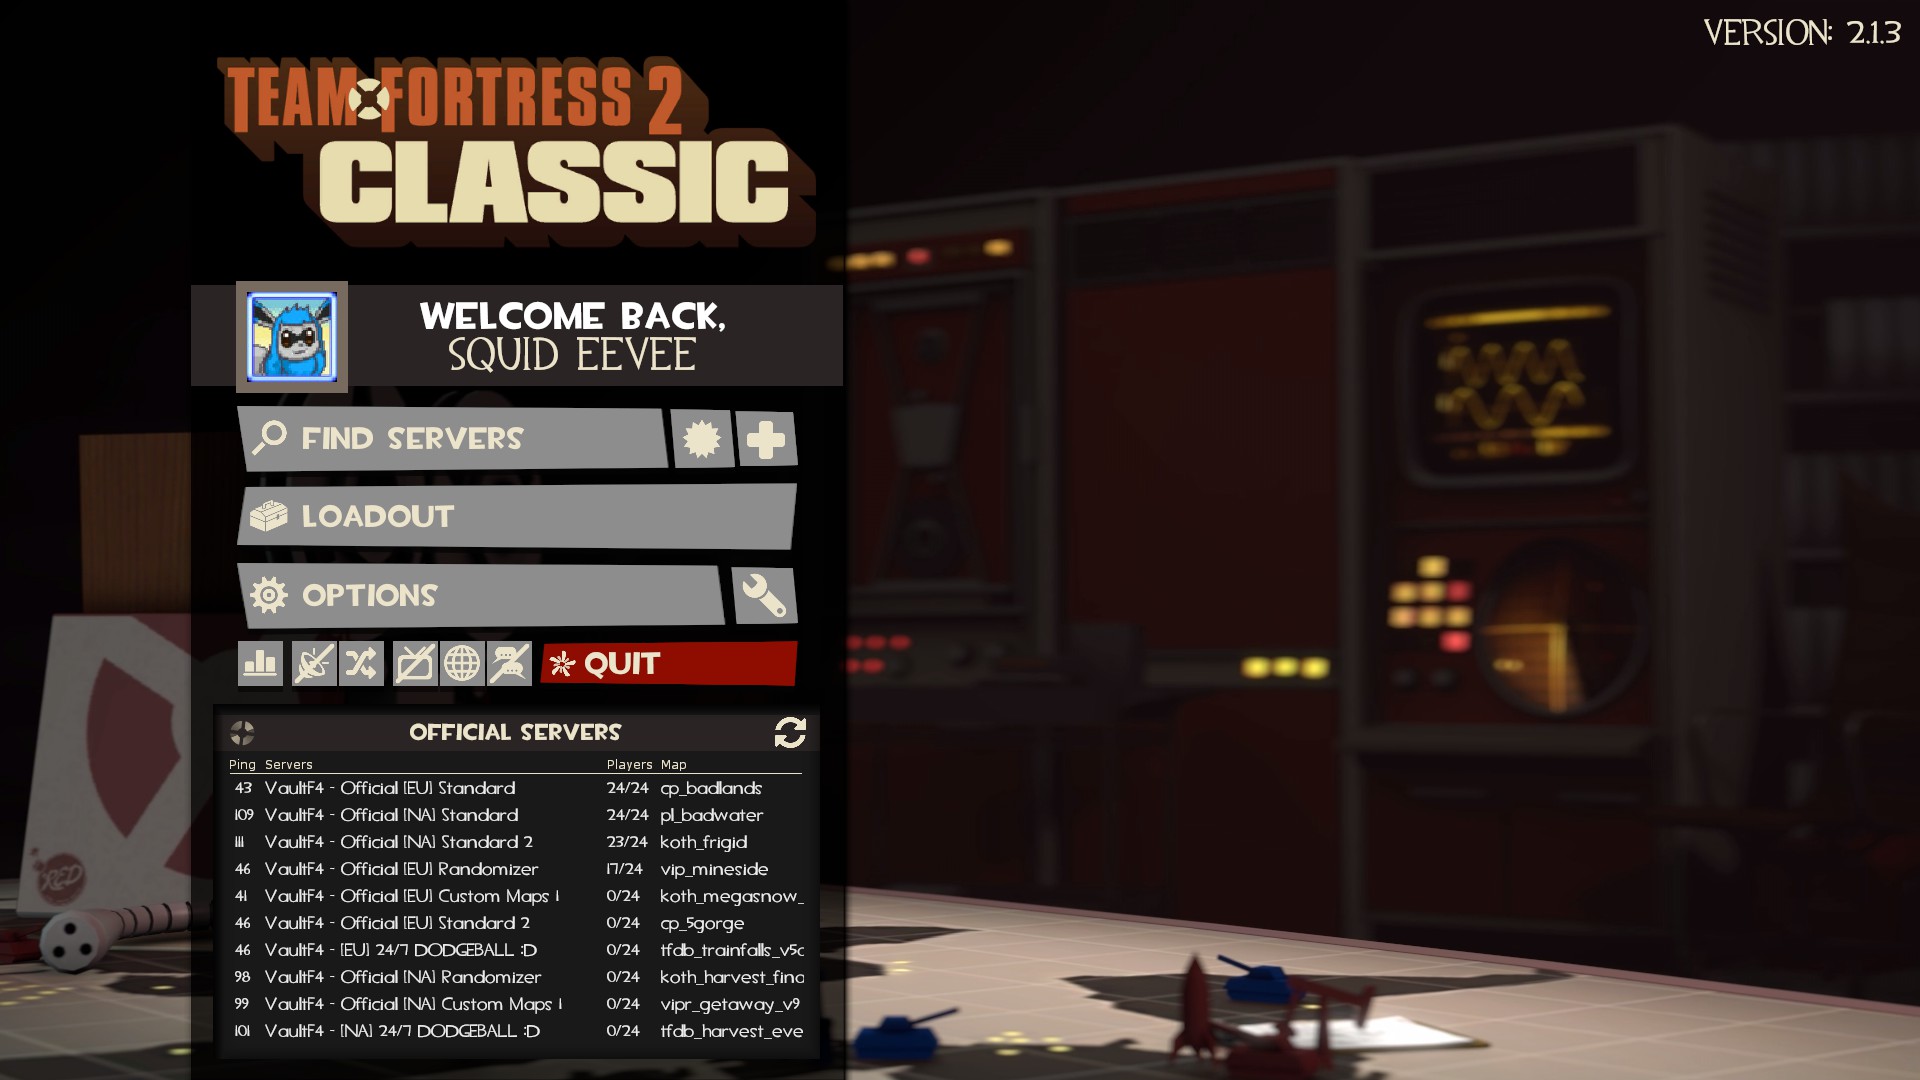 VERSION: 2.1.3
TEAM FORTRESS 2
CLASSIC
WELCOME BACK,
SQUID EEVEE
FIND SERVERS
LOADOUT
OPTIONS
QUIT
OFFICIAL SERVERS
Ping Servers Players Map
43 VaultF4 - Official [EU] Standard 24/24 cp_badlands
109 VaultF4 - Official [NA] Standard 24/24 pl_badwater
111 VaultF4 - Official [NA] Standard 2 23/24 koth_frigid
46 VaultF4 - Official [EU] Randomizer 17/24 vip_mineside
41 VaultF4 - Official [EU] Custom Maps 1 0/24 koth_megasnow_
46 VaultF4 - Official [EU] Standard 2 0/24 cp_5gorge
46 VaultF4 - [EU] 24/7 DODGEBALL :D 0/24 tfdb_trainfalls_v5c
98 VaultF4 - Official [NA] Randomizer 0/24 koth_harvest_fina
99 VaultF4 - Official [NA] Custom Maps 1 0/24 vipr_getaway_v9
101 VaultF4 - [NA] 24/7 DODGEBALL :D 0/24 tfdb_harvest_eve
RED